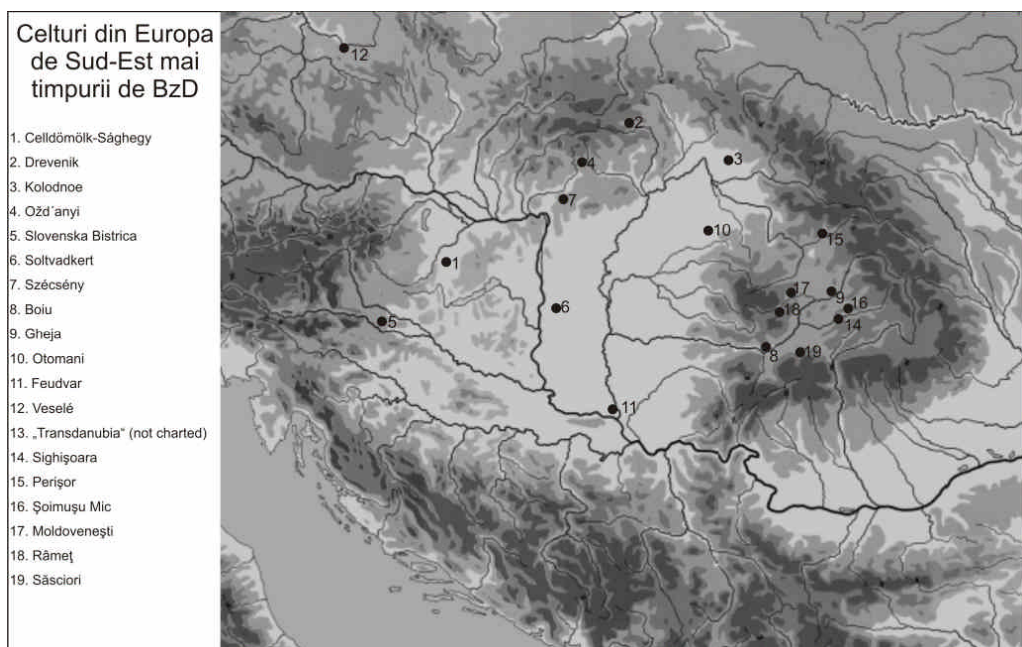 Celturi din Europa
de Sud-Est mai
timpurii de BzD
1. Celldömölk-Sághegy
2. Drevenik
3. Kolodnoe
4. Ožd´anyi
5. Slovenska Bistrica
6. Soltvadkert
7. Szécsény
8. Boiu
9. Gheja
10. Otomani
11. Feudvar
12. Veselé
13. „Transdanubia“ (not charted)
14. Sighişoara
15. Perişor
16. Şoimuşu Mic
17. Moldoveneşti
18. Râmeţ
19. Săsciori
12
2
3
4
7
10
15
1
17
9
6
18
16
14
5
8
19
11